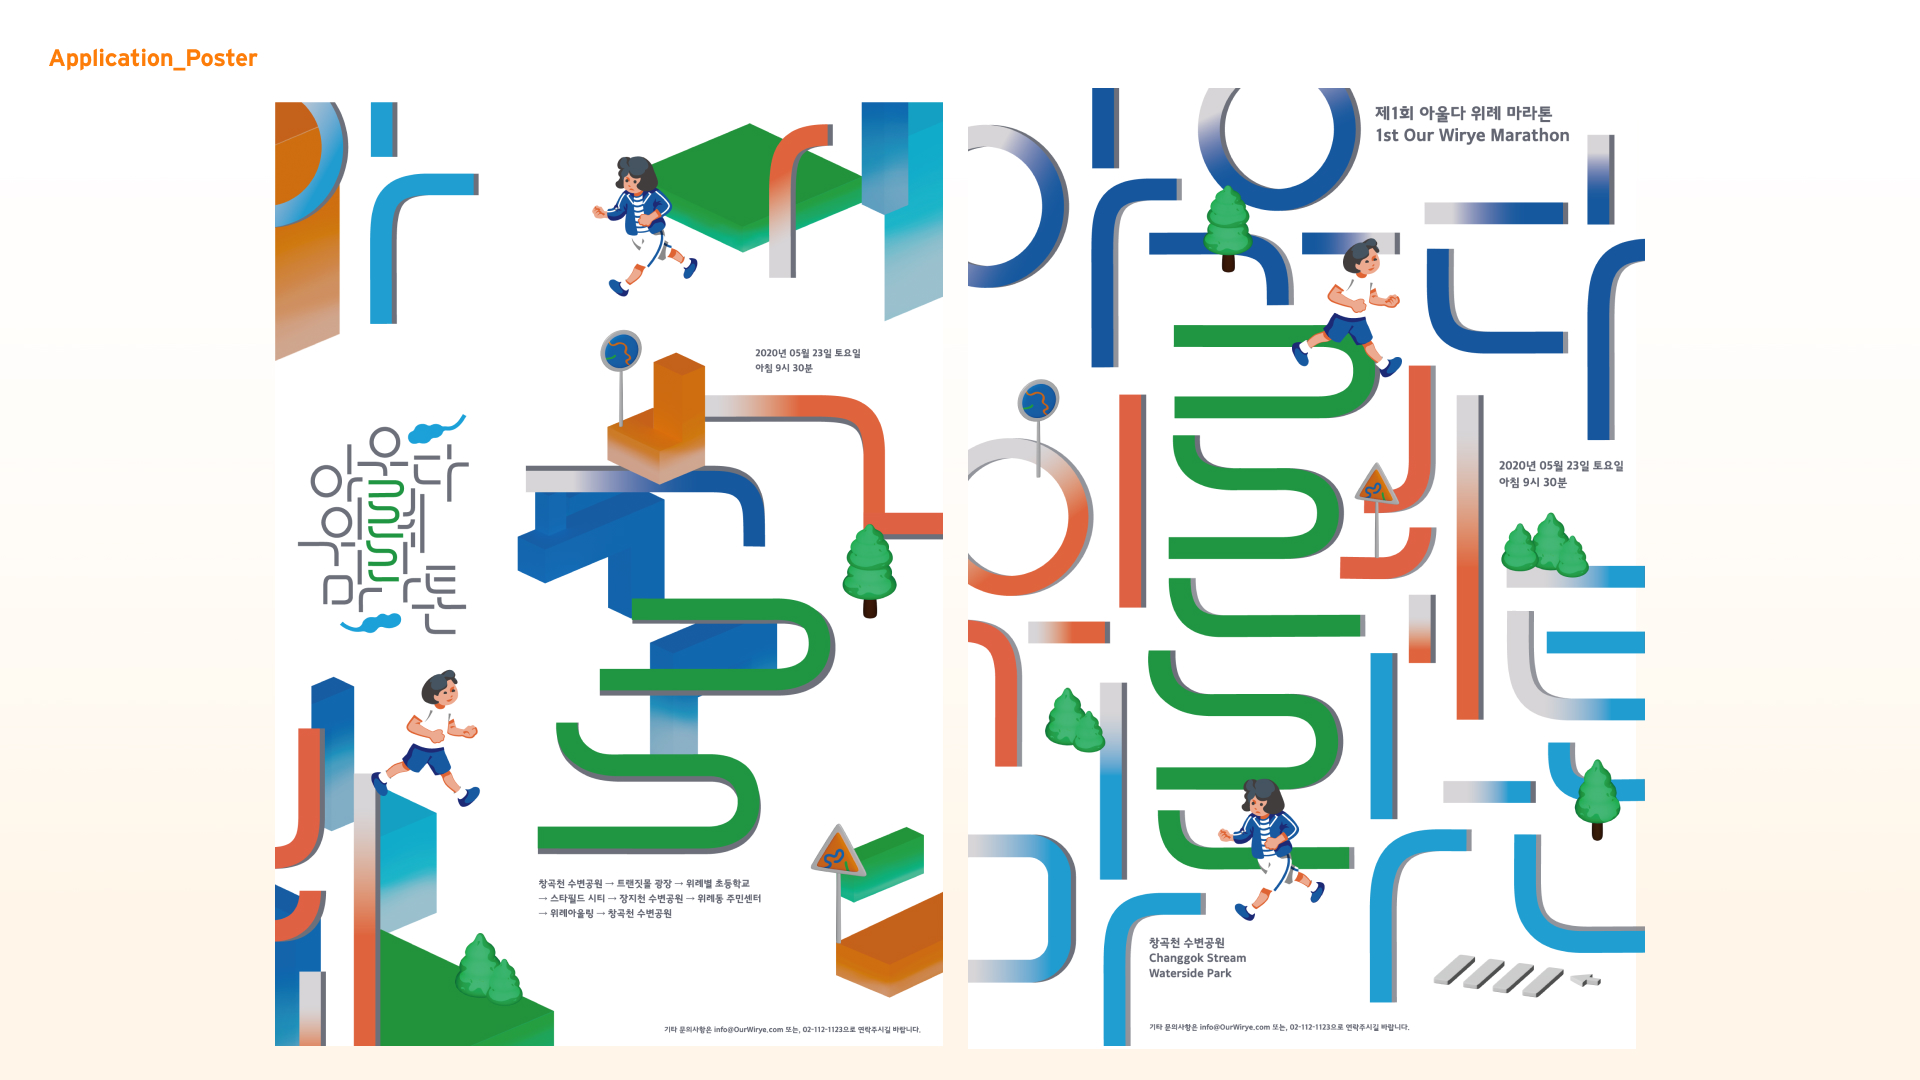 Application_Poster
2020년 05월 23일 토요일
아침 9시 30분
아울다
위례
마라톤
창곡천 수변공원 → 트랜짓몰 광장 → 위례별 초등학교
→ 스타필드 시티 → 장지천 수변공원 → 위례동 주민센터
→ 위례아울링 → 창곡천 수변공원
기타 문의사항은 info@OurWirye.com 또는, 02-112-1123으로 연락주시길 바랍니다.
제1회 아울다 위례 마라톤
1st Our Wirye Marathon
아울다
위례
마라톤
2020년 05월 23일 토요일
아침 9시 30분
창곡천 수변공원
Changgok Stream
Waterside Park
기타 문의사항은 info@OurWirye.com 또는, 02-112-1123으로 연락주시길 바랍니다.